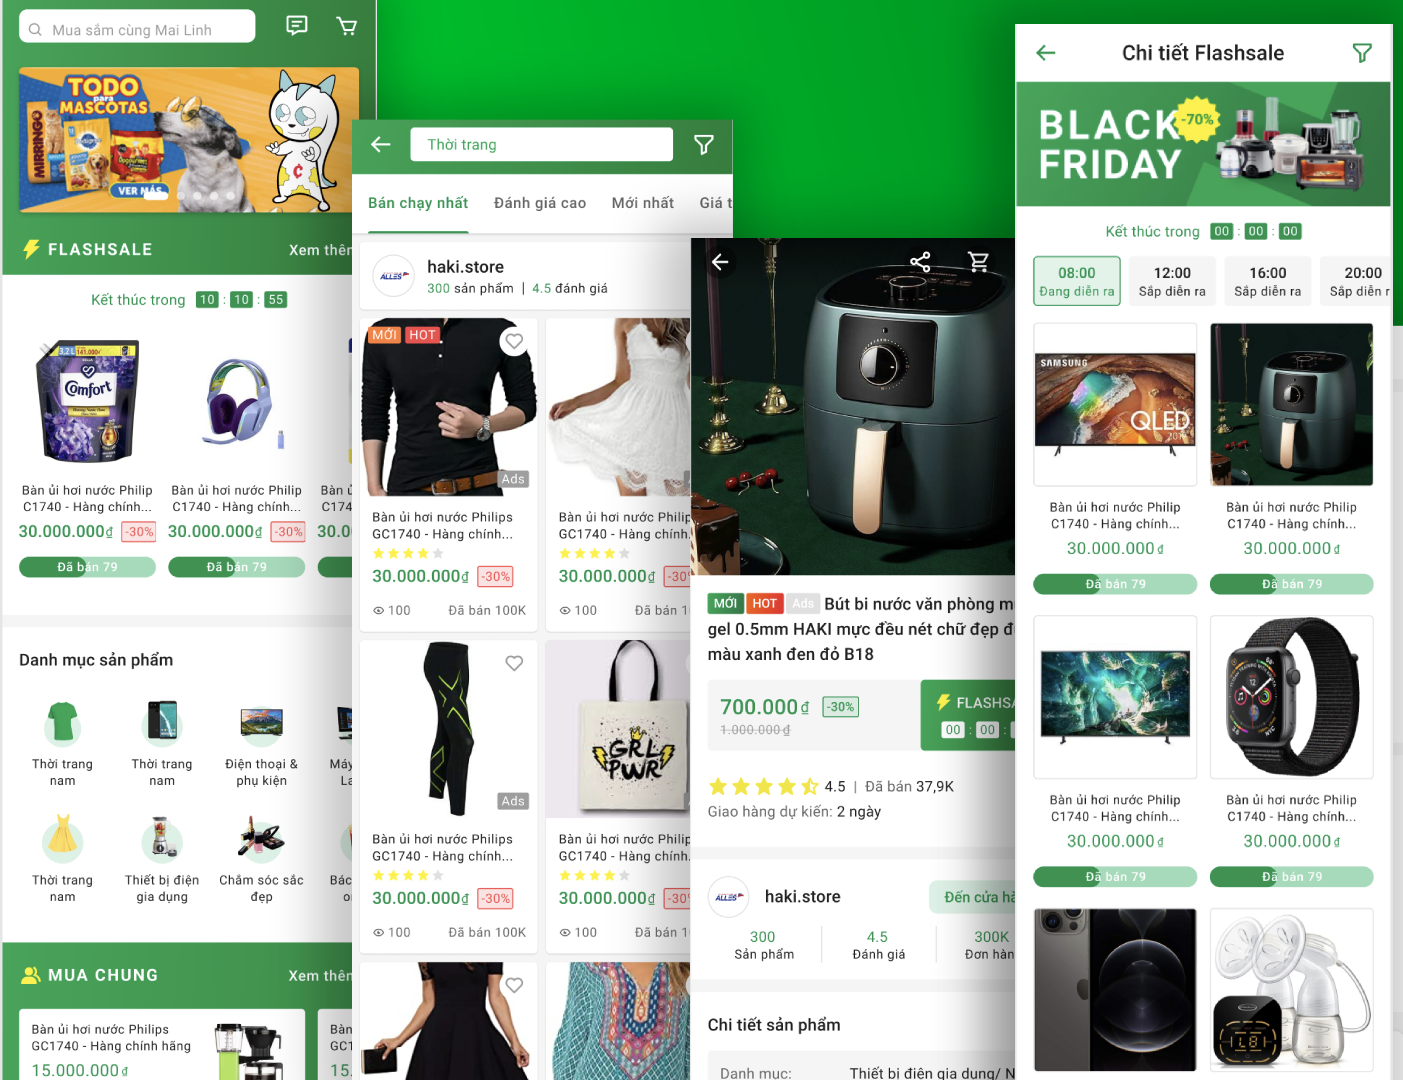 Mua sắm cùng Mai Linh
TODO
para
MASCOTAS
MIRRINGO
VER MÁS
FLASHSALE
Xem thêm
Kết thúc trong 10 : 10 : 55
3,2L 141.000
Comfort
Bàn ủi hơi nước Philip
C1740 - Hàng chính...
30.000.000₫ -30%
Đã bán 79
Bàn ủi hơi nước Philip
C1740 - Hàng chính...
30.000.000₫ -30%
Đã bán 79
Bàn ủ
C17
30.0
Danh mục sản phẩm
Thời trang
nam
Thời trang
nam
Điện thoại &
phụ kiện
Máy
La
Thời trang
nam
Thiết bị điện
gia dụng
Chăm sóc sắc
đẹp
Bác
MUA CHUNG
Xem thêm
Bàn ủi hơi nước Philips
GC1740 - Hàng chính hãng
15.000.000₫
Bàn
GC1
15.
Thời trang
Bán chạy nhất
Đánh giá cao
Mới nhất
Giá t
ALLES
haki.store
300 sản phẩm | 4.5 đánh giá
MỚI HOT
Ads
Bàn ủi hơi nước Philips
GC1740 - Hàng chính...
30.000.000₫ -30%
100 Đã bán 100K
Bàn ủi hơi nước Philip
GC1740 - Hàng chính.
30.000.000₫ -30
100 Đã bán 1
Ads
Bàn ủi hơi nước Philips
GC1740 - Hàng chính...
30.000.000₫ -30%
100 Đã bán 100K
GRL
PWR
Bàn ủi hơi nước Philip
GC1740 - Hàng chính.
30.000.000₫ -30
100 Đã bán 1
MỚI HOT Ads Bút bi nước văn phòng m
gel 0.5mm HAKI mực đều nét chữ đẹp đ
màu xanh đen đỏ B18
700.000₫ -30%
1.000.000₫
FLASHSA
00 : 00 :
4.5 | Đã bán 37,9K
Giao hàng dự kiến: 2 ngày
ALLES
haki.store
Đến cửa hà
300
Sản phẩm
4.5
Đánh giá
300K
Đơn hàn
Chi tiết sản phẩm
Danh mục: Thiết bị điện gia dụng/ N
Chi tiết Flashsale
BLACK
FRIDAY
-70%
Kết thúc trong 00 : 00 : 00
08:00
Đang diễn ra
12:00
Sắp diễn ra
16:00
Sắp diễn ra
20:00
Sắp diễn r
SAMSUNG
QLED
Bàn ủi hơi nước Philip
C1740 - Hàng chính...
30.000.000₫
Đã bán 79
Bàn ủi hơi nước Philip
C1740 - Hàng chính...
30.000.000₫
Đã bán 79
Bàn ủi hơi nước Philip
C1740 - Hàng chính...
30.000.000₫
Đã bán 79
Bàn ủi hơi nước Philip
C1740 - Hàng chính...
30.000.000₫
Đã bán 79